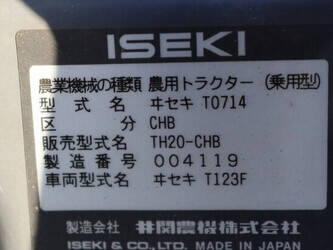 ISEKI
農業機械の種類 農用トラクター (乗用型)
型式名 ヰセキ T0714
区分 CHB
販売型式名 TH20-CHB
製造番号 004119
車両型式名 ヰセキ T123F
製造会社 井関農機株式会社
ISEKI & CO., LTD. MADE IN JAPAN